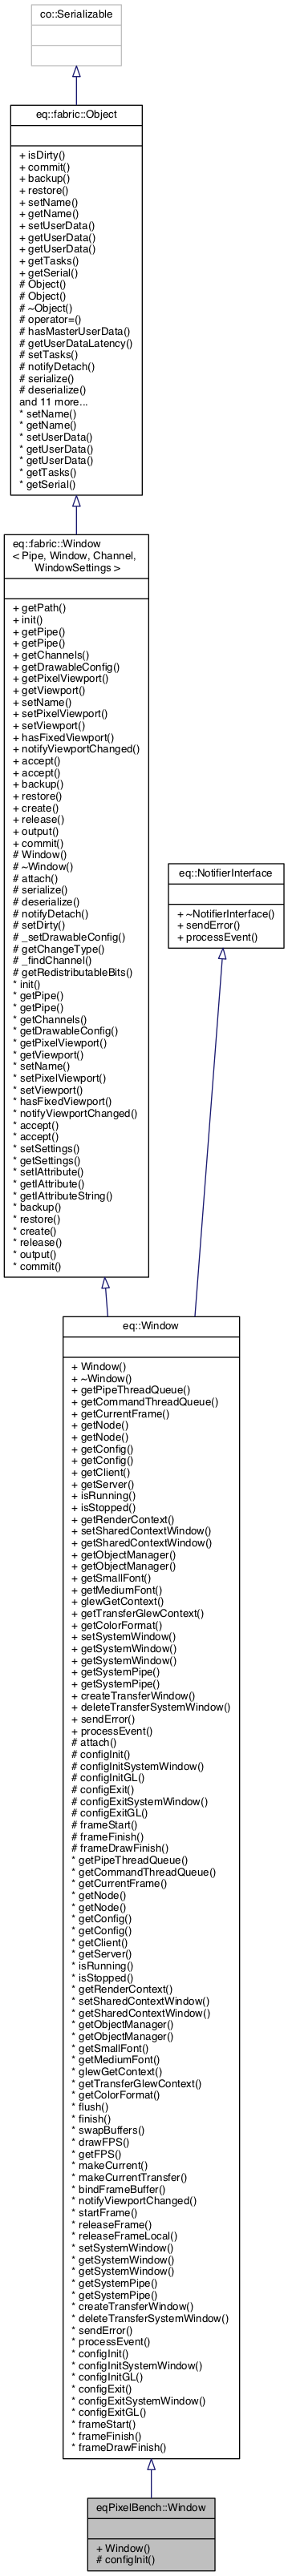 co::Serializable
eq::fabric::Object
+ isDirty()
+ commit()
+ backup()
+ restore()
+ setName()
+ getName()
+ setUserData()
+ getUserData()
+ getUserData()
+ getTasks()
+ getSerial()
# Object()
# Object()
# ~Object()
# operator=()
# hasMasterUserData()
# getUserDataLatency()
# setTasks()
# notifyDetach()
# serialize()
# deserialize()
and 11 more...
* setName()
* getName()
* setUserData()
* getUserData()
* getUserData()
* getTasks()
* getSerial()
eq::fabric::Window
< Pipe, Window, Channel,
WindowSettings >
+ getPath()
+ init()
+ getPipe()
+ getPipe()
+ getChannels()
+ getDrawableConfig()
+ getPixelViewport()
+ getViewport()
+ setName()
+ setPixelViewport()
+ setViewport()
+ hasFixedViewport()
+ notifyViewportChanged()
+ accept()
+ accept()
+ backup()
+ restore()
+ create()
+ release()
+ output()
+ commit()
# Window()
# ~Window()
# attach()
# serialize()
# deserialize()
# notifyDetach()
# setDirty()
# _setDrawableConfig()
# getChangeType()
# _findChannel()
# getRedistributableBits()
* init()
* getPipe()
* getPipe()
* getChannels()
* getDrawableConfig()
* getPixelViewport()
* getViewport()
* setName()
* setPixelViewport()
* setViewport()
* hasFixedViewport()
* notifyViewportChanged()
* accept()
* accept()
* setSettings()
* getSettings()
* setIAttribute()
* getIAttribute()
* getIAttributeString()
* backup()
* restore()
* create()
* release()
* output()
* commit()
eq::NotifierInterface
+ ~NotifierInterface()
+ sendError()
+ processEvent()
eq::Window
+ Window()
+ ~Window()
+ getPipeThreadQueue()
+ getCommandThreadQueue()
+ getCurrentFrame()
+ getNode()
+ getNode()
+ getConfig()
+ getConfig()
+ getClient()
+ getServer()
+ isRunning()
+ isStopped()
+ getRenderContext()
+ setSharedContextWindow()
+ getSharedContextWindow()
+ getObjectManager()
+ getObjectManager()
+ getSmallFont()
+ getMediumFont()
+ glewGetContext()
+ getTransferGlewContext()
+ getColorFormat()
+ setSystemWindow()
+ getSystemWindow()
+ getSystemWindow()
+ getSystemPipe()
+ getSystemPipe()
+ createTransferWindow()
+ deleteTransferSystemWindow()
+ sendError()
+ processEvent()
# attach()
# configInit()
# configInitSystemWindow()
# configInitGL()
# configExit()
# configExitSystemWindow()
# configExitGL()
# frameStart()
# frameFinish()
# frameDrawFinish()
* getPipeThreadQueue()
* getCommandThreadQueue()
* getCurrentFrame()
* getNode()
* getNode()
* getConfig()
* getConfig()
* getClient()
* getServer()
* isRunning()
* isStopped()
* getRenderContext()
* setSharedContextWindow()
* getSharedContextWindow()
* getObjectManager()
* getObjectManager()
* getSmallFont()
* getMediumFont()
* glewGetContext()
* getTransferGlewContext()
* getColorFormat()
* flush()
* finish()
* swapBuffers()
* drawFPS()
* getFPS()
* makeCurrent()
* makeCurrentTransfer()
* bindFrameBuffer()
* notifyViewportChanged()
* startFrame()
* releaseFrame()
* releaseFrameLocal()
* setSystemWindow()
* getSystemWindow()
* getSystemWindow()
* getSystemPipe()
* getSystemPipe()
* createTransferWindow()
* deleteTransferSystemWindow()
* sendError()
* processEvent()
* configInit()
* configInitSystemWindow()
* configInitGL()
* configExit()
* configExitSystemWindow()
* configExitGL()
* frameStart()
* frameFinish()
* frameDrawFinish()
eqPixelBench::Window
+ Window()
# configInit()